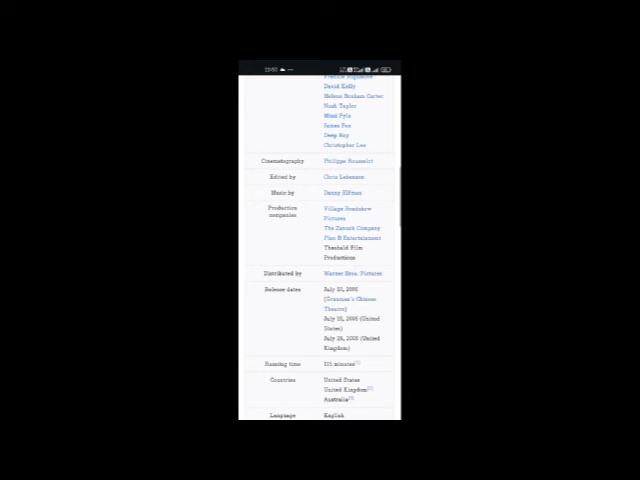 David Kelly
Helena Bonham Carter
Noah Taylor
Missi Pyle
James Fox
Deep Roy
Christopher Lee
Cinematography Philippe Rousselot
Edited by Chris Lebenzon
Music by Danny Elfman
Production companies
Village Roadshow
Pictures
The Zanuck Company
Plan B Entertainment
Theobald Film
Productions
Distributed by Warner Bros. Pictures
Release dates July 10, 2005
(Grauman's Chinese
Theatre)
July 15, 2005 (United
States)
July 29, 2005 (United
Kingdom)
Running time 115 minutes
Countries United States
United Kingdom
Australia
Language English